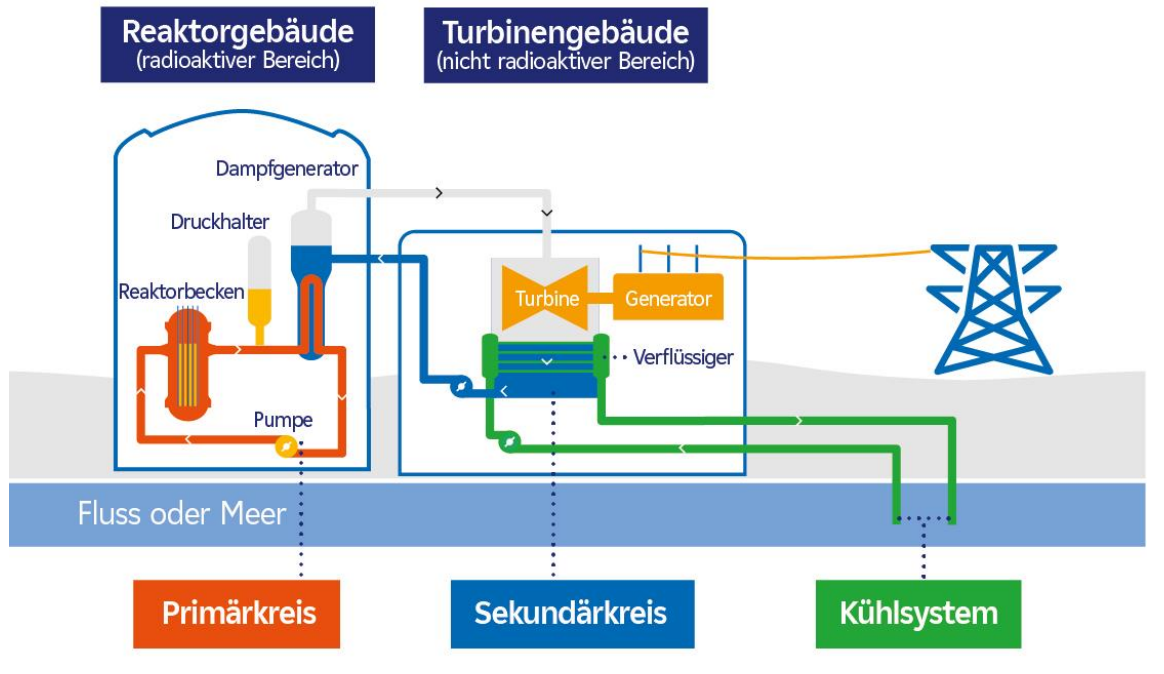 Reaktorgebäude
(radioaktiver Bereich)
Turbinengebäude
(nicht radioaktiver Bereich)
Dampfgenerator
Druckhalter
Reaktorbecken
Turbine
Generator
Verflüssiger
Pumpe
Fluss oder Meer
Primärkreis
Sekundärkreis
Kühlsystem